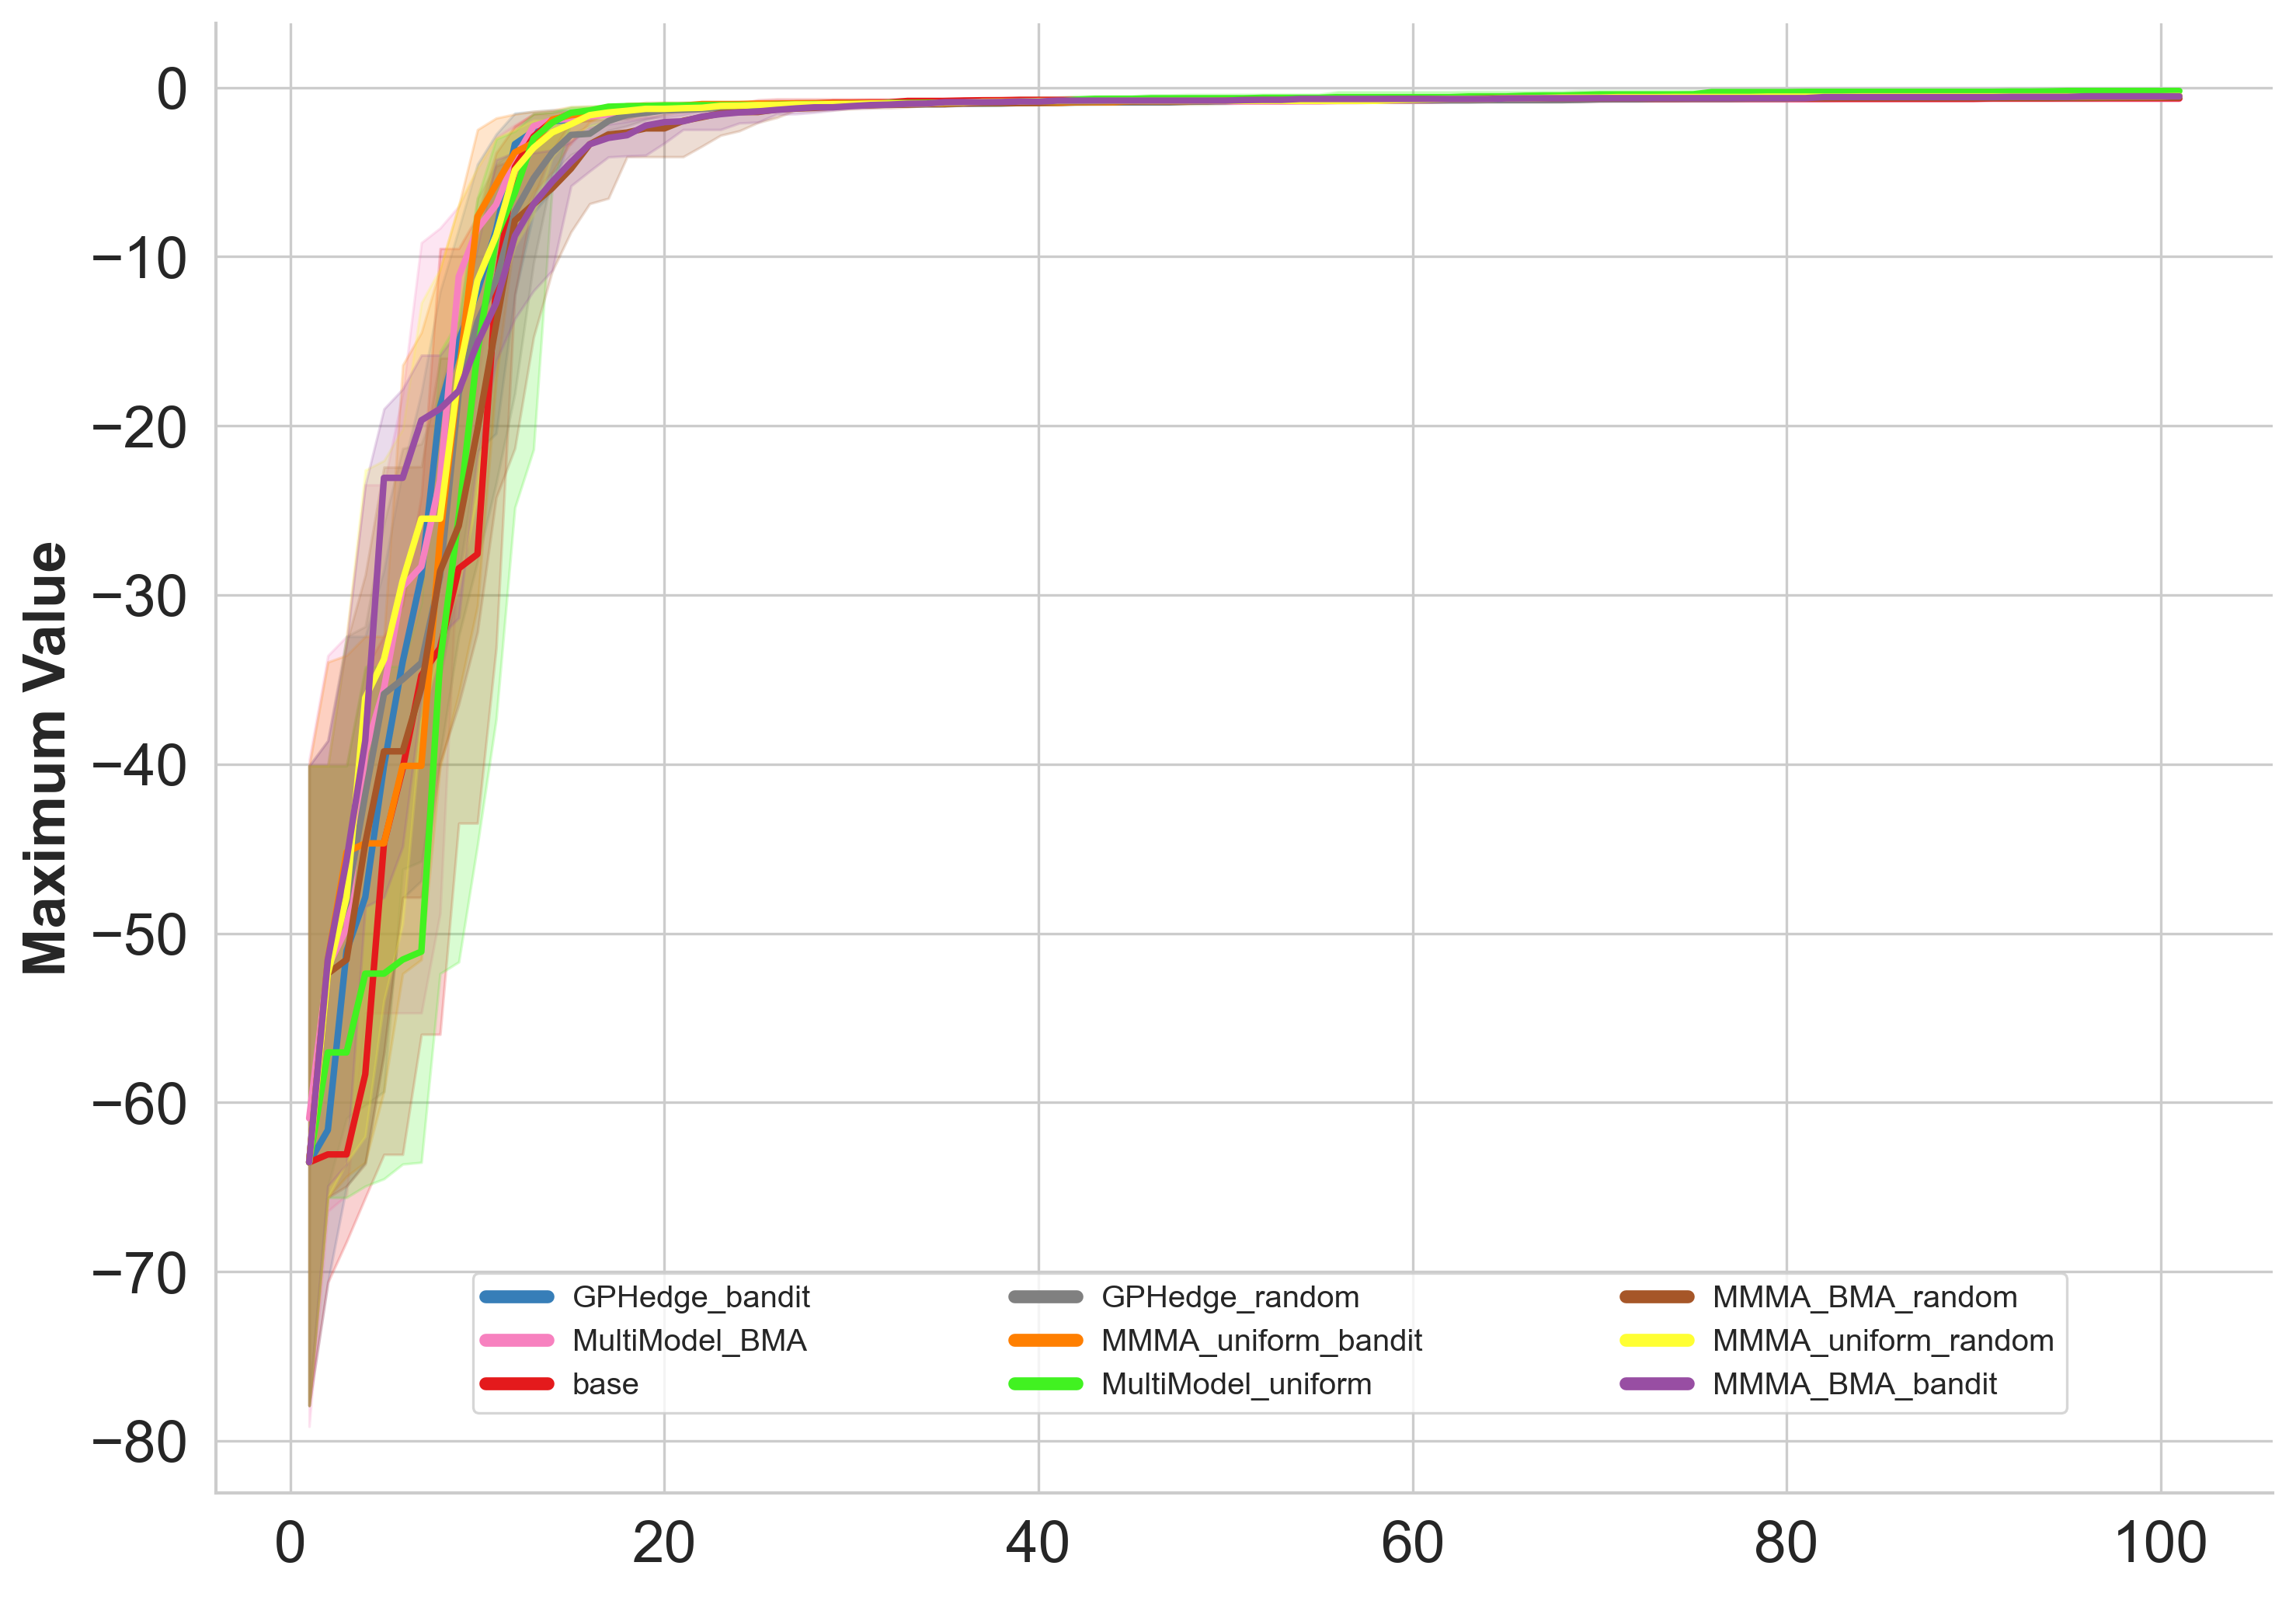 Maximum Value
0
−10
−20
−30
−40
−50
−60
−70
−80
GPHedge_bandit
MultiModel_BMA
base
GPHedge_random
MMMA_uniform_bandit
MultiModel_uniform
MMMA_BMA_random
MMMA_uniform_random
MMMA_BMA_bandit
0 20 40 60 80 100